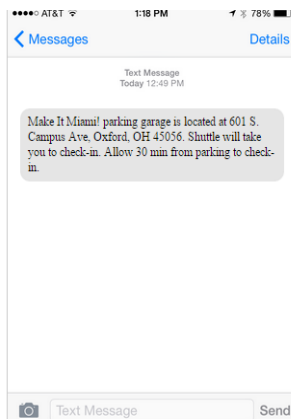 AT&T 1:18 PM 78%
Messages Details
Text Message
Today 12:49 PM
Make It Miami! parking garage is located at 601 S.
Campus Ave, Oxford, OH 45056. Shuttle will take
you to check-in. Allow 30 min from parking to check-
in.
Text Message Send